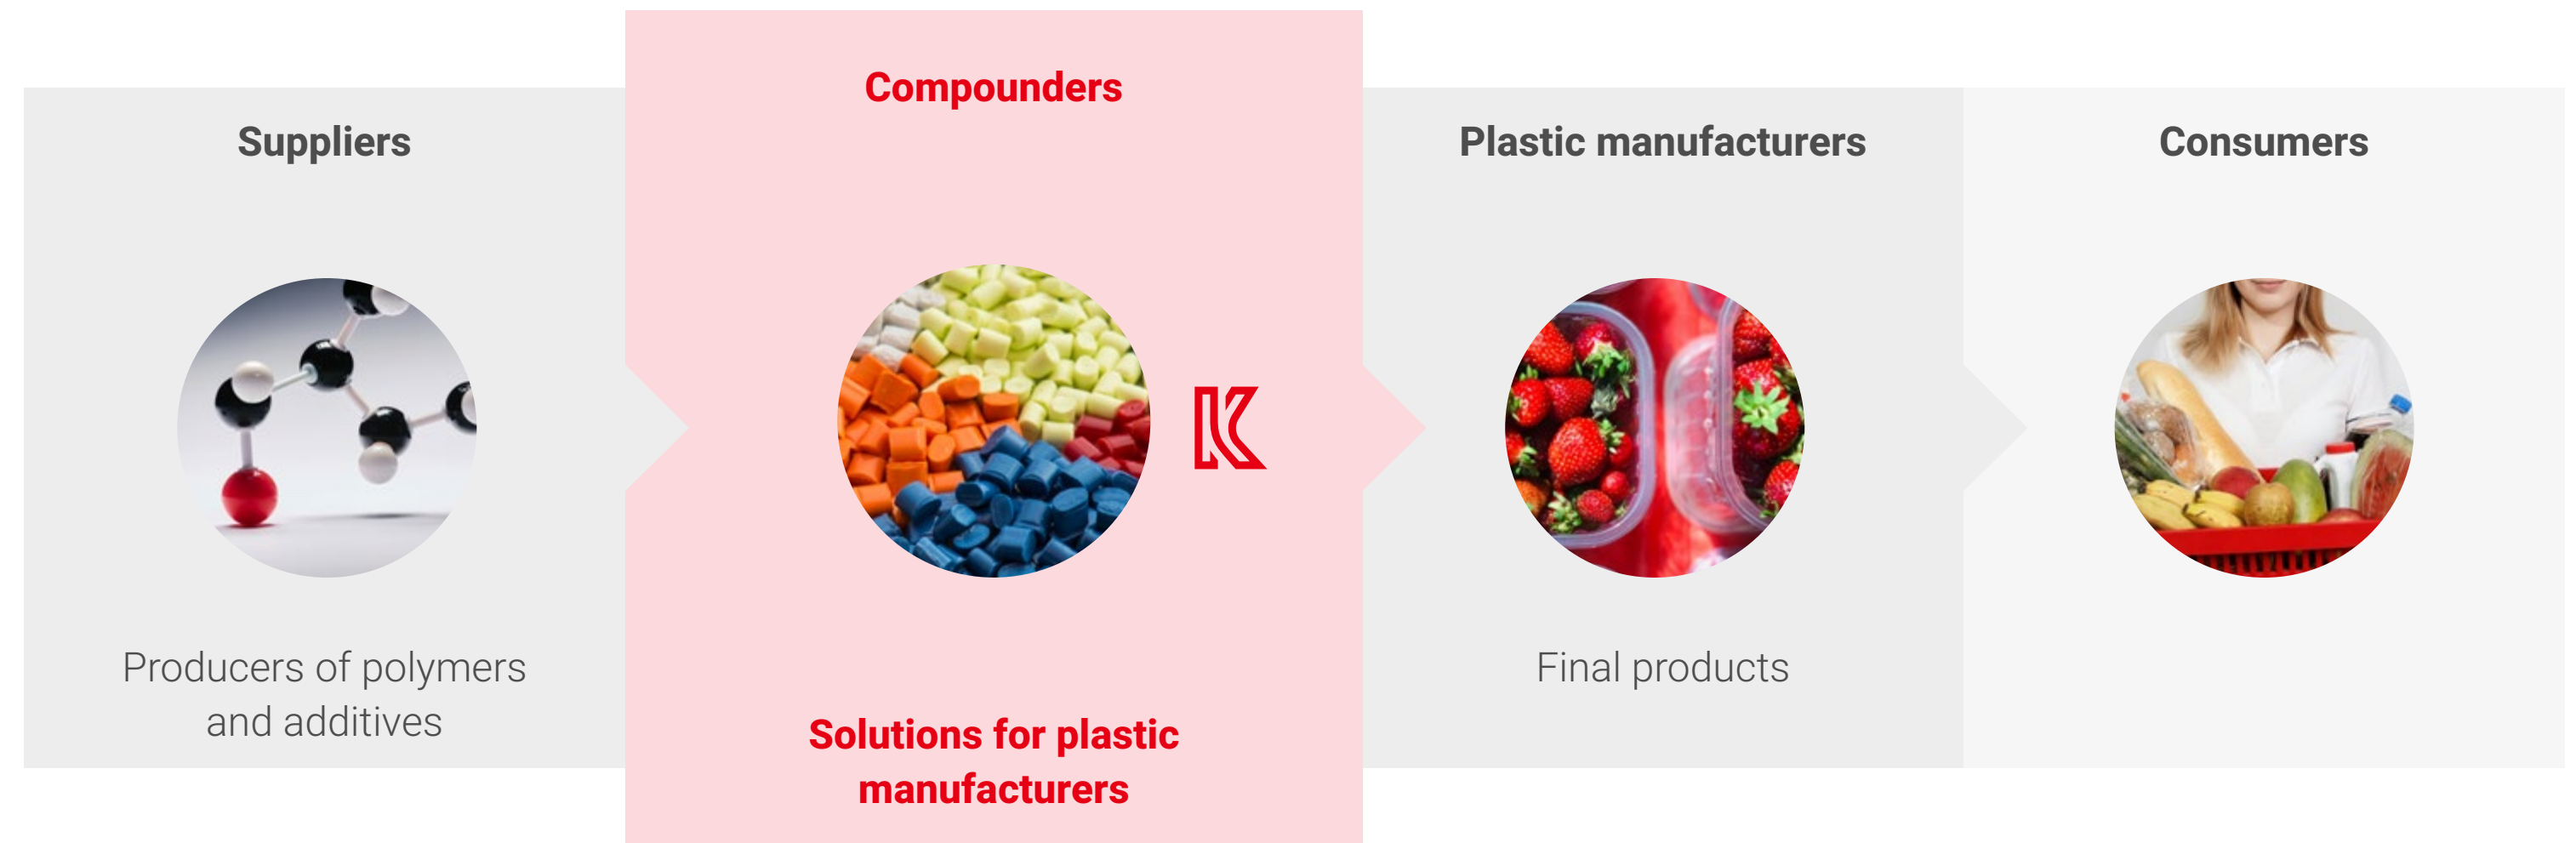 Suppliers
Producers of polymers
and additives
Compounders
Solutions for plastic
manufacturers
Plastic manufacturers
Final products
Consumers